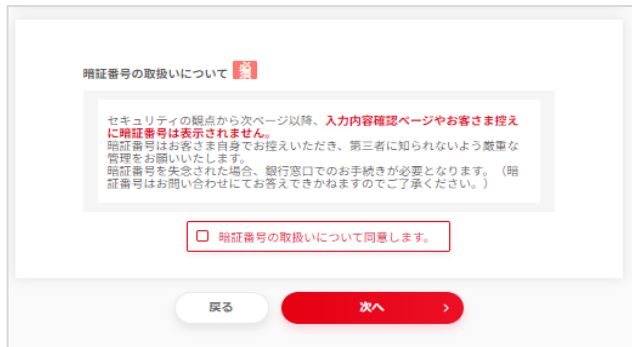 暗証番号の取扱いについて 必須
セキュリティの観点から次ページ以降、入力内容確認ページやお客さま控え
に暗証番号は表示されません。
暗証番号はお客さま自身でお控えいただき、第三者に知られないよう厳重な
管理をお願いいたします。
暗証番号を失念された場合、銀行窓口でのお手続きが必要となります。（暗
証番号はお問い合わせにてお答えできかねますのでご了承ください。）
暗証番号の取扱いについて同意します。
戻る
次へ